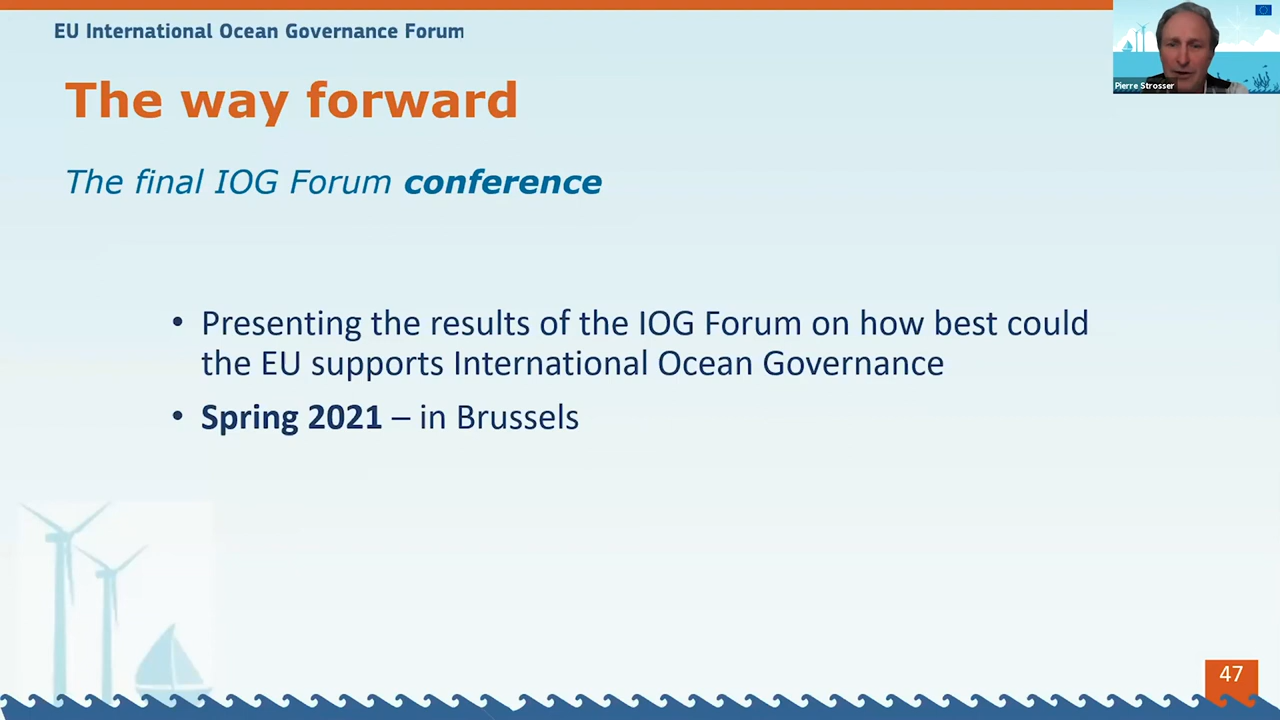 EU International Ocean Governance Forum
Pierre Strosser
The way forward
The final IOG Forum conference
• Presenting the results of the IOG Forum on how best could
the EU supports International Ocean Governance
• Spring 2021 – in Brussels
47